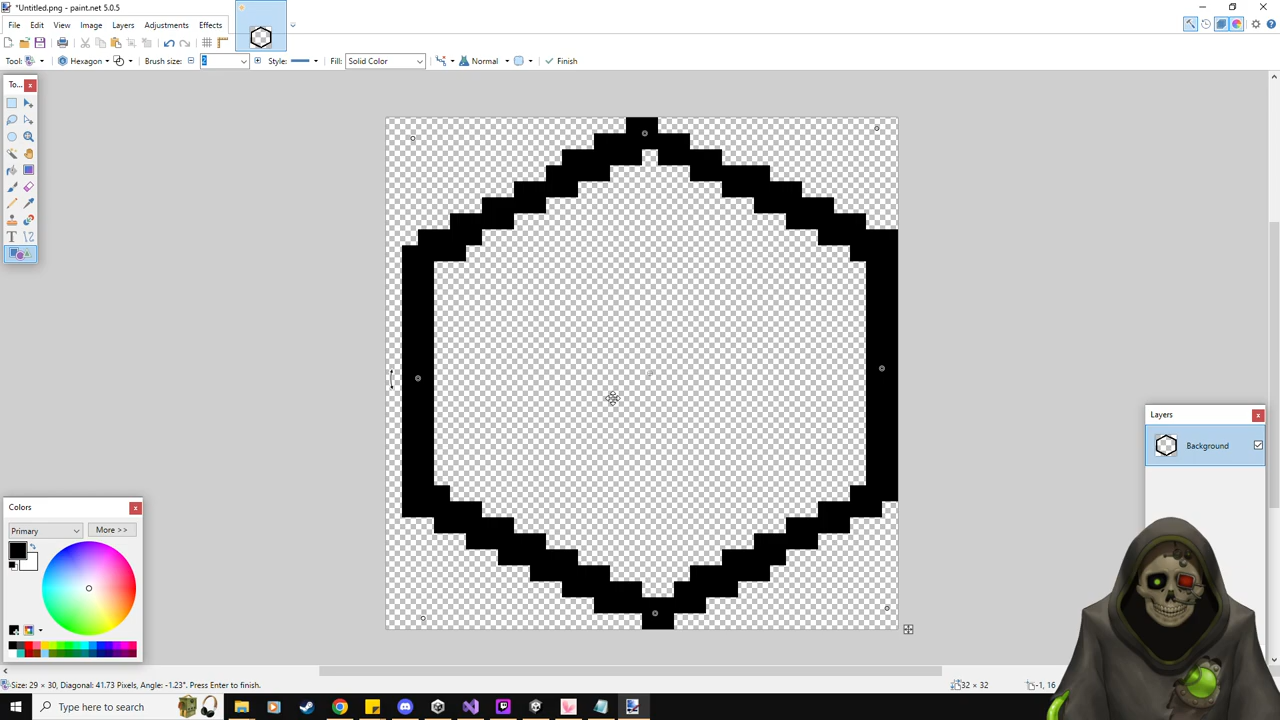 *Untitled.png - paint.net 5.0.5
File Edit View Image Layers Adjustments Effects
Tool: Hexagon Brush size: 2 Style: Fill: Solid Color Normal Finish
To...
Layers
Background
Colors
Primary More >>
Size: 29 × 30, Diagonal: 41.73 Pixels, Angle: -1.23°. Press Enter to finish. 32 × 32 -1, 16
Type here to search